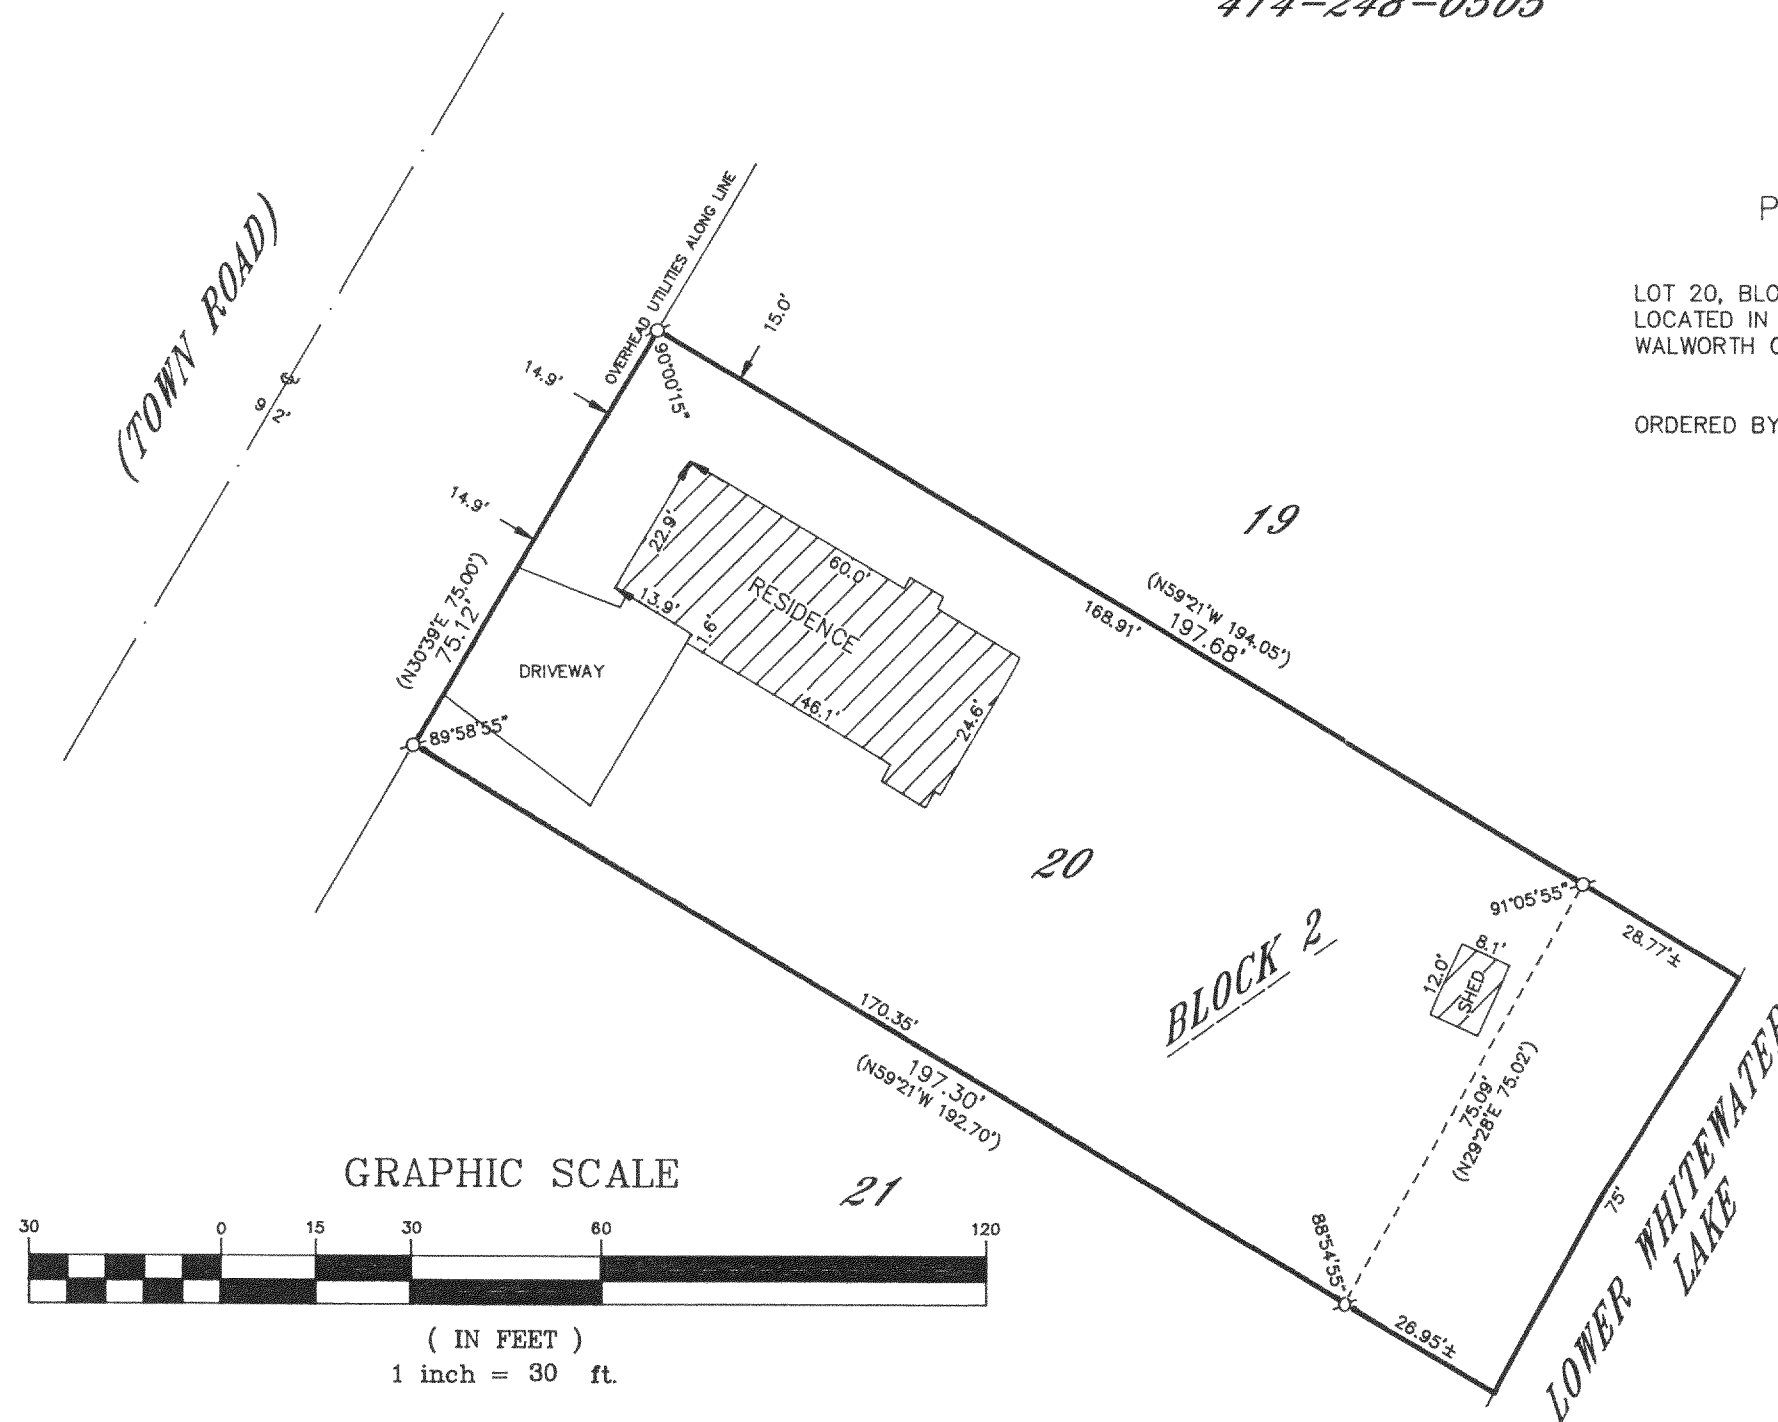 474-248-0505
(TOWN ROAD)
OVERHEAD UTILITIES ALONG LINE
15.0'
14.9'
90°00'15"
14.9'
LOT 20, BLO
LOCATED IN
WALWORTH C
ORDERED BY
P
19
22.9'
60.0'
RESIDENCE
13.9'
1.6'
46.1'
24.6'
(N30°39'E 75.00')
75.12'
DRIVEWAY
89°58'55"
(N59°21'W 194.05')
197.68'
168.91'
20
BLOCK 2
91°05'55"
28.77'±
8.1'
12.0'
SHED
170.35'
197.30'
(N59°21'W 192.70')
75.09'
(N29°28'E 75.02')
75'
LOWER WHITEWATER
LAKE
21
88°54'55"
26.95'±
GRAPHIC SCALE
30 0 15 30 60 120
( IN FEET )
1 inch = 30 ft.